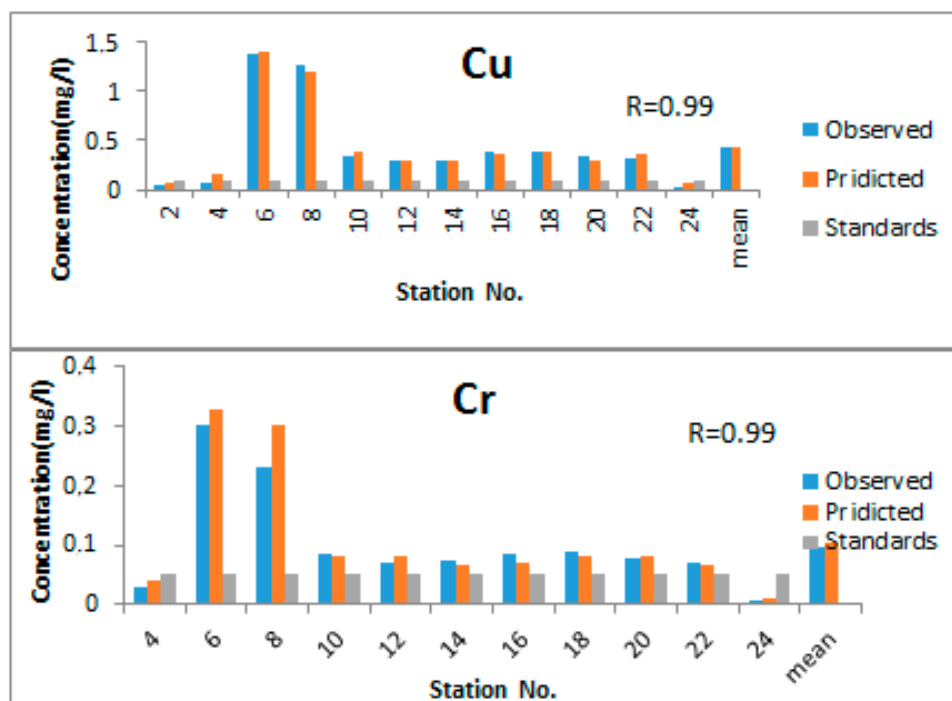 Cu
R=0.99
Concentration(mg/l)
1.5
1
0.5
0
2 4 6 8 10 12 14 16 18 20 22 24 mean
Station No.
Observed
Pridicted
Standards
Cr
R=0.99
Concentration(mg/l)
0.4
0.3
0.2
0.1
0
4 6 8 10 12 14 16 18 20 22 24 mean
Station No.
Observed
Pridicted
Standards